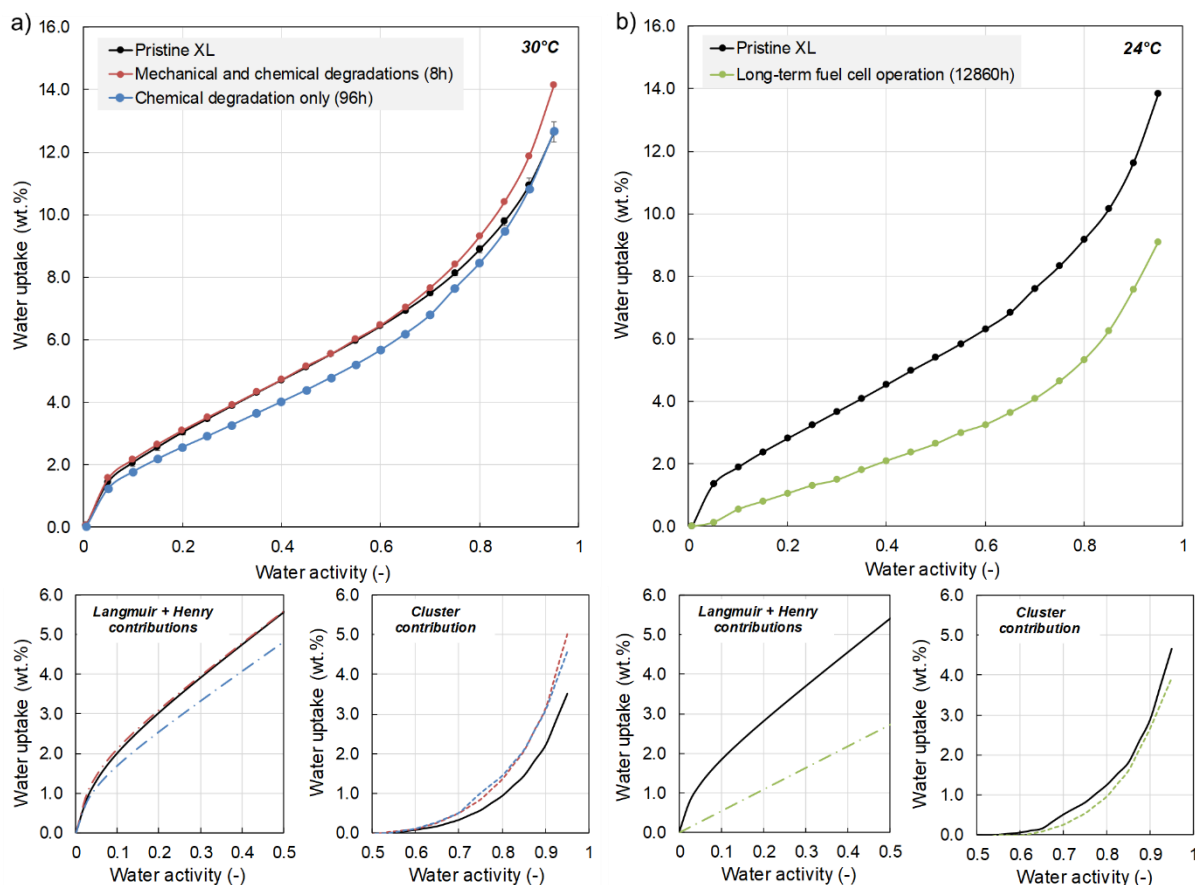 a)
16.0
14.0
12.0
10.0
8.0
6.0
4.0
2.0
0.0
Water uptake (wt.%)
Pristine XL
Mechanical and chemical degradations (8h)
Chemical degradation only (96h)
30°C
0 0.2 0.4 0.6 0.8 1
Water activity (-)
b)
16.0
14.0
12.0
10.0
8.0
6.0
4.0
2.0
0.0
Water uptake (wt.%)
Pristine XL
Long-term fuel cell operation (12860h)
24°C
0 0.2 0.4 0.6 0.8 1
Water activity (-)
6.0
5.0
4.0
3.0
2.0
1.0
0.0
Water uptake (wt.%)
Langmuir + Henry
contributions
0 0.1 0.2 0.3 0.4 0.5
Water activity (-)
6.0
5.0
4.0
3.0
2.0
1.0
0.0
Water uptake (wt.%)
Cluster
contribution
0.5 0.6 0.7 0.8 0.9 1
Water activity (-)
6.0
5.0
4.0
3.0
2.0
1.0
0.0
Water uptake (wt.%)
Langmuir + Henry
contributions
0 0.1 0.2 0.3 0.4 0.5
Water activity (-)
6.0
5.0
4.0
3.0
2.0
1.0
0.0
Water uptake (wt.%)
Cluster
contribution
0.5 0.6 0.7 0.8 0.9 1
Water activity (-)